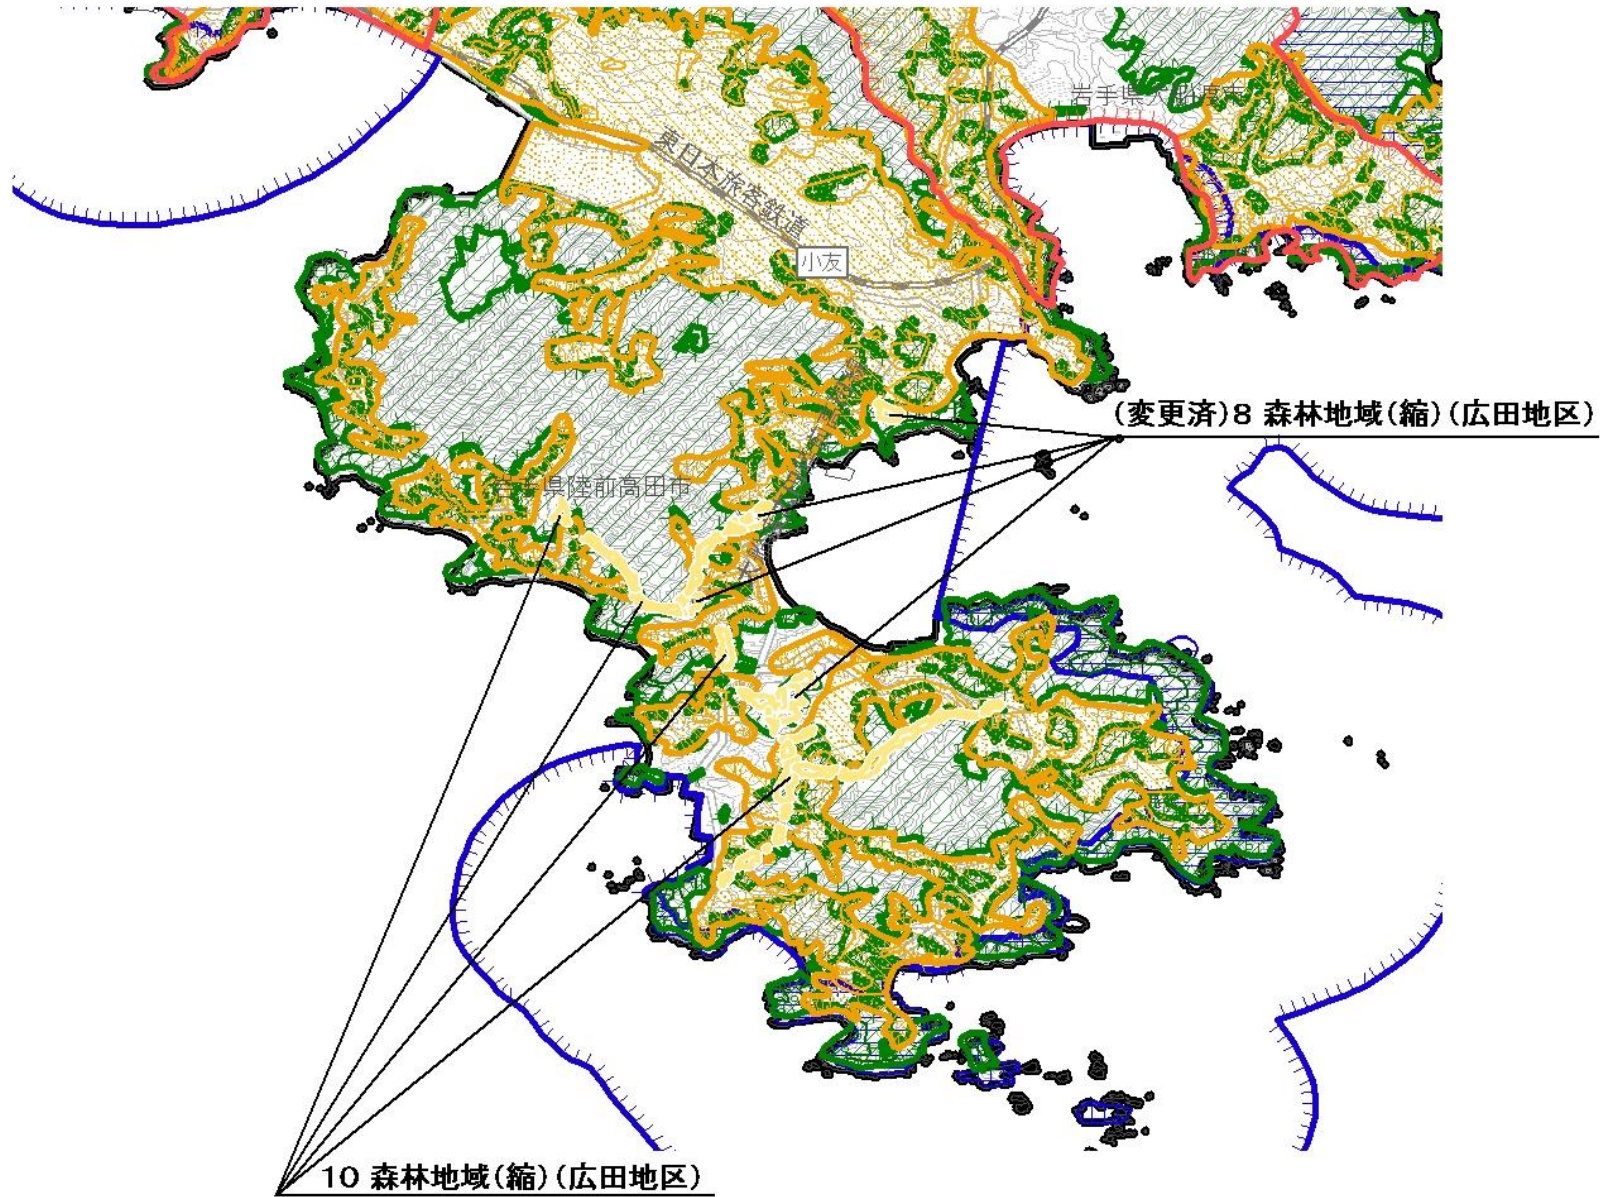 岩手県大船渡市
東日本旅客鉄道
小友
(変更済)8 森林地域(縮)(広田地区)
岩手県陸前高田市
10 森林地域(縮)(広田地区)